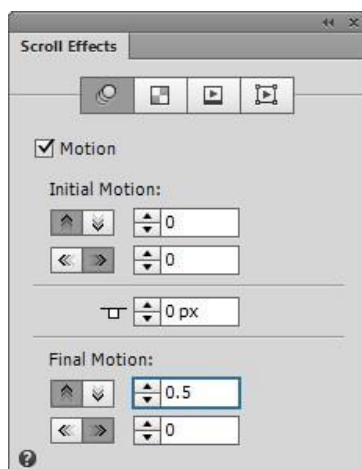 Scroll Effects
Motion
Initial Motion:
0
0
0 px
Final Motion:
0.5
0
?